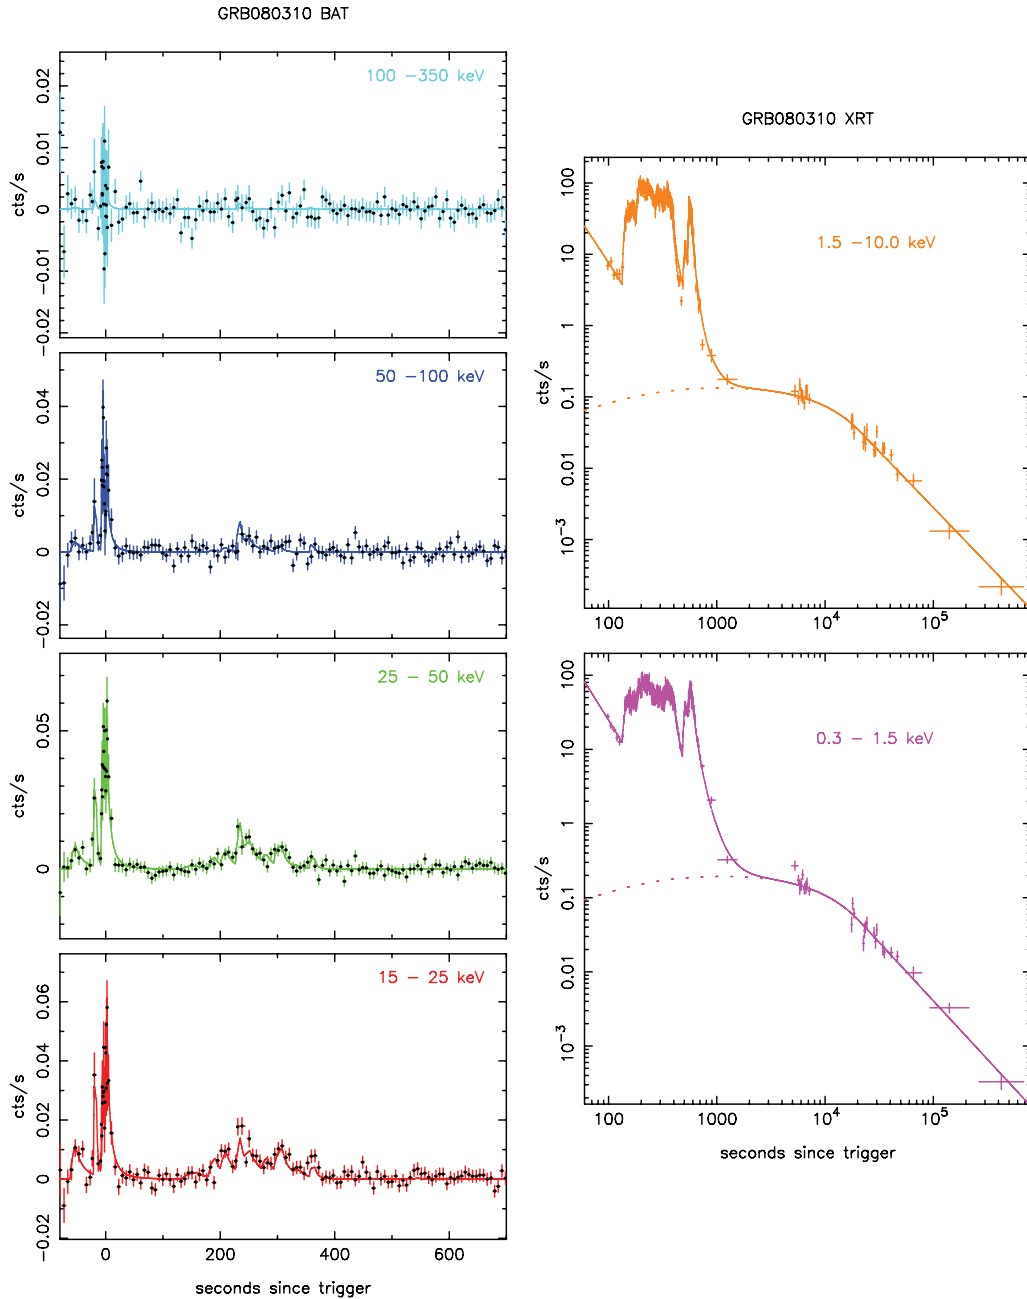 GRB080310 BAT
100 −350 keV
0.02
0.01
0
−0.01
−0.02
cts/s
50 −100 keV
0.04
0.02
0
−0.02
cts/s
25 − 50 keV
0.05
0
cts/s
15 − 25 keV
0.06
0.04
0.02
0
−0.02
cts/s
0 200 400 600
seconds since trigger
GRB080310 XRT
1.5 −10.0 keV
100
10
1
0.1
0.01
10⁻³
cts/s
100 1000 10⁴ 10⁵
0.3 − 1.5 keV
100
10
1
0.1
0.01
10⁻³
cts/s
100 1000 10⁴ 10⁵
seconds since trigger